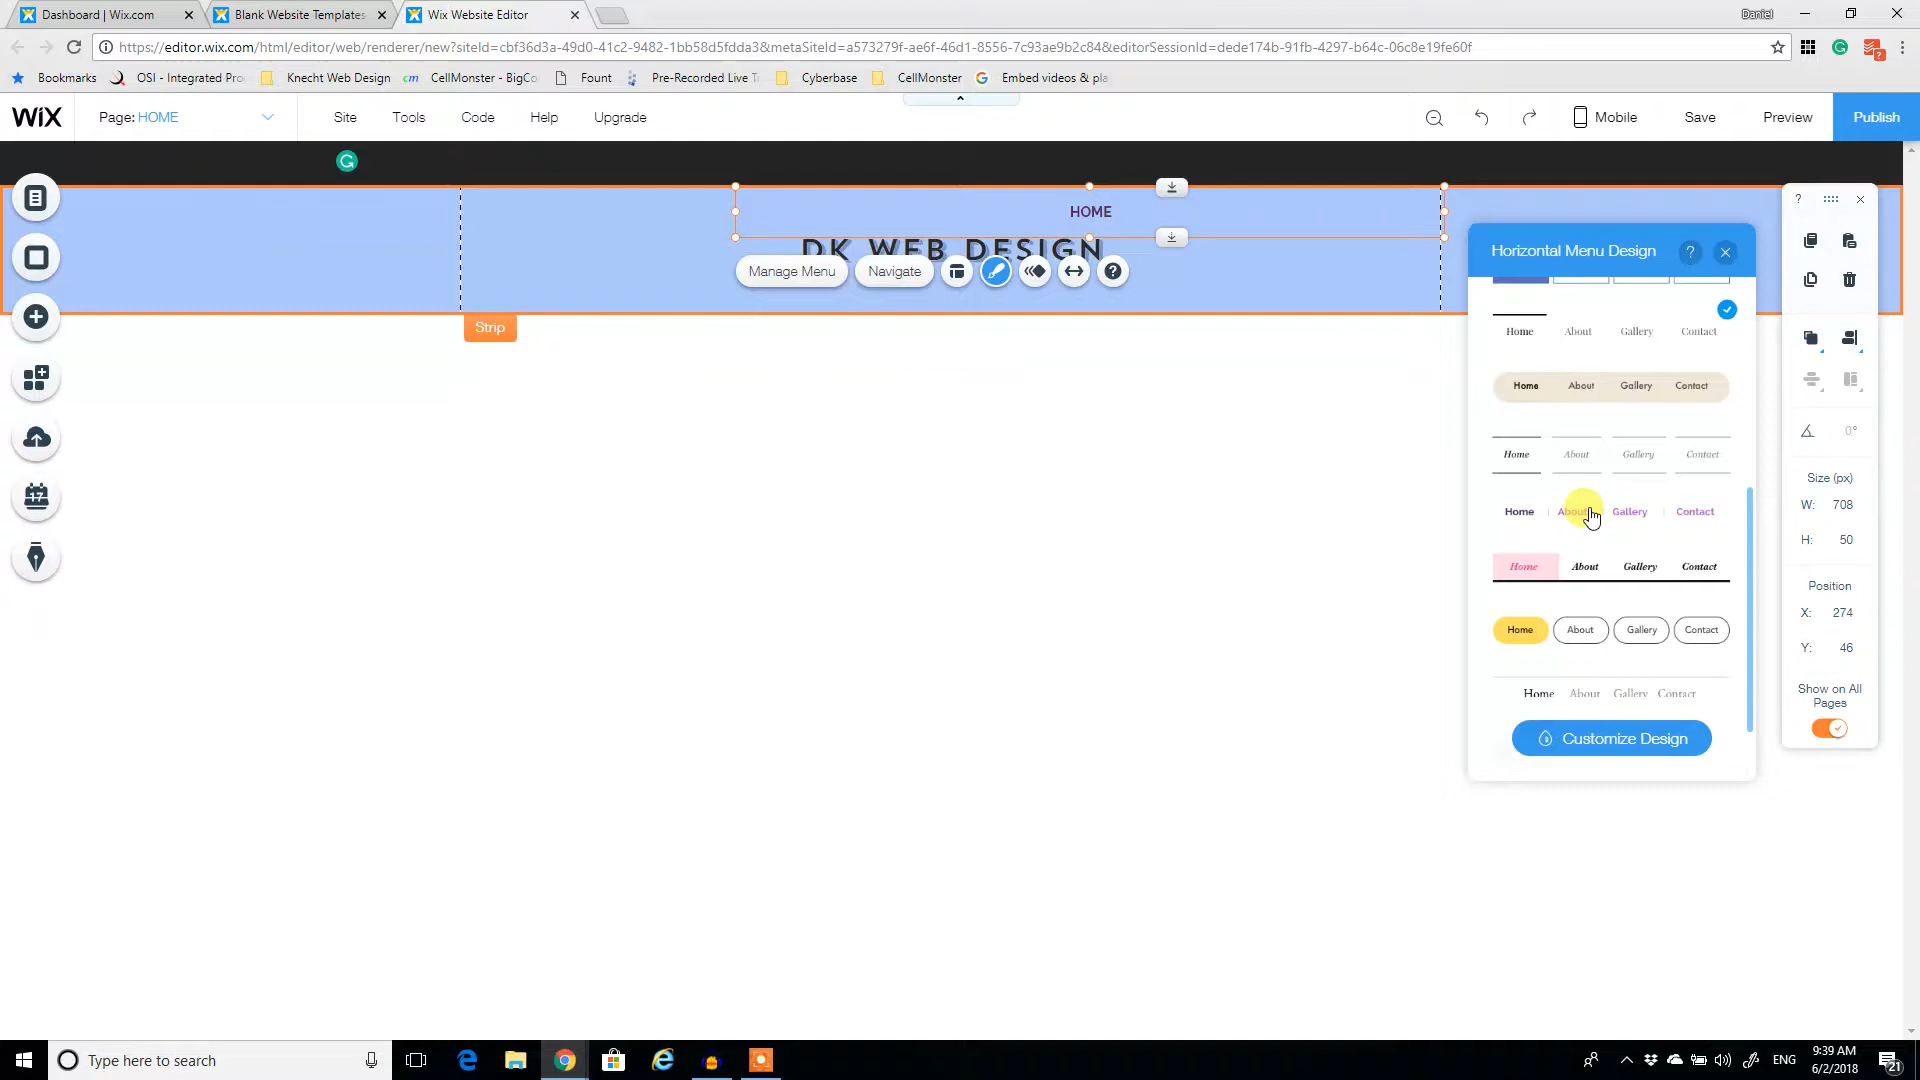 Dashboard | Wix.com
Blank Website Templates
Wix Website Editor
Daniel
https://editor.wix.com/html/editor/web/renderer/new?siteId=cbf36d3a-49d0-41c2-9482-1bb58d5fdda3&metaSiteId=a573279f-ae6f-46d1-8556-7c93ae9b2c84&editorSessionId=dede174b-91fb-4297-b64c-06c8e19fe60f
Bookmarks
OSI - Integrated Pro
Knecht Web Design
cm CellMonster - BigCo
Fount
Pre-Recorded Live T
Cyberbase
CellMonster
Embed videos & pla
WiX
Page: HOME
Site
Tools
Code
Help
Upgrade
Mobile
Save
Preview
Publish
HOME
DK WEB DESIGN
Manage Menu
Navigate
?
Strip
17
Horizontal Menu Design
?
Home About Gallery Contact
Home About Gallery Contact
Home About Gallery Contact
Home About Gallery Contact
Home About Gallery Contact
Home About Gallery Contact
Home About Gallery Contact
Customize Design
?
0°
Size (px)
W: 708
H: 50
Position
X: 274
Y: 46
Show on All
Pages
Type here to search
ENG
9:39 AM
6/2/2018
21